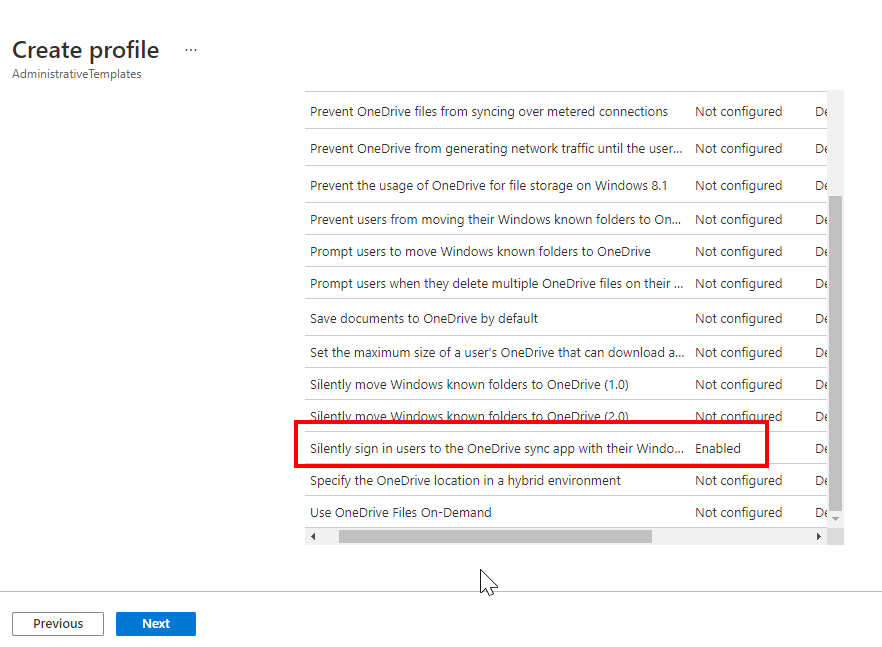 Create profile ...
AdministrativeTemplates
Prevent OneDrive files from syncing over metered connections Not configured De
Prevent OneDrive from generating network traffic until the user... Not configured De
Prevent the usage of OneDrive for file storage on Windows 8.1 Not configured De
Prevent users from moving their Windows known folders to On... Not configured De
Prompt users to move Windows known folders to OneDrive Not configured De
Prompt users when they delete multiple OneDrive files on their ... Not configured De
Save documents to OneDrive by default Not configured De
Set the maximum size of a user's OneDrive that can download a... Not configured De
Silently move Windows known folders to OneDrive (1.0) Not configured De
Silently move Windows known folders to OneDrive (2.0) Not configured De
Silently sign in users to the OneDrive sync app with their Windo... Enabled De
Specify the OneDrive location in a hybrid environment Not configured De
Use OneDrive Files On-Demand Not configured De
Previous Next